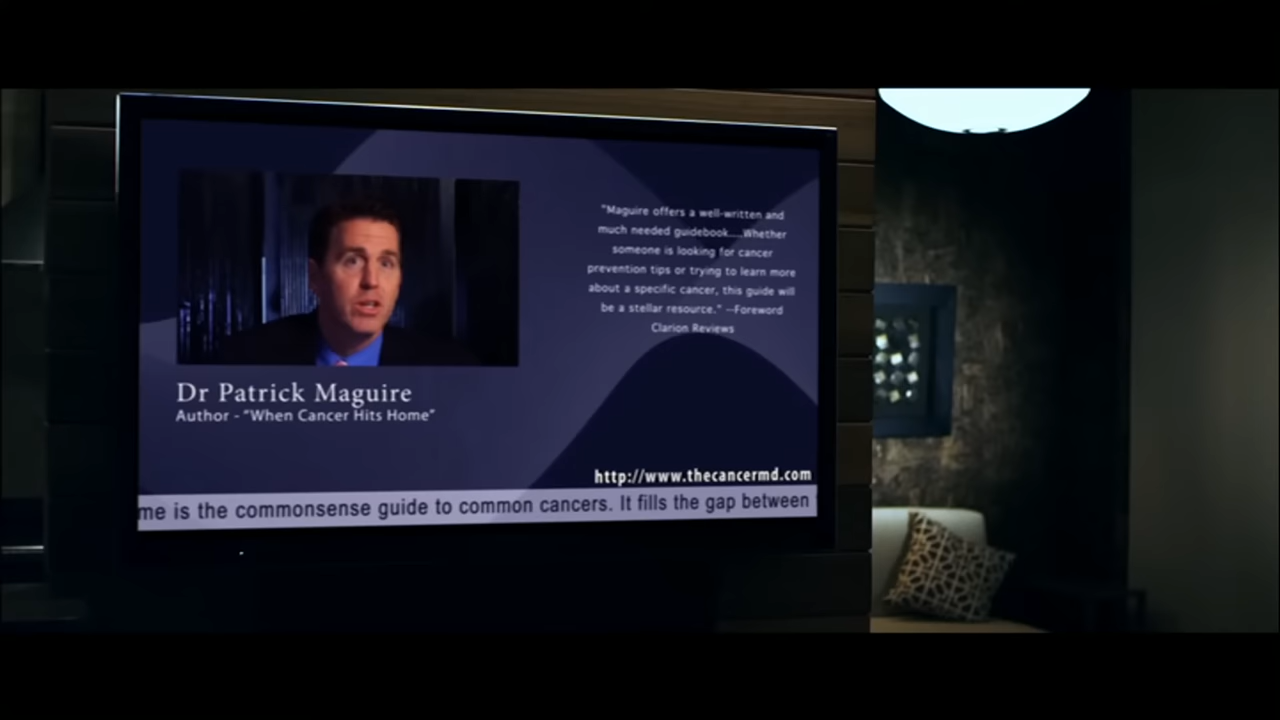 "Maguire offers a well-written and
much needed guidebook....Whether
someone is looking for cancer
prevention tips or trying to learn more
about a specific cancer, this guide will
be a stellar resource." --Foreword
Clarion Reviews
Dr Patrick Maguire
Author - "When Cancer Hits Home"
http://www.thecancermd.com
me is the commonsense guide to common cancers. It fills the gap between